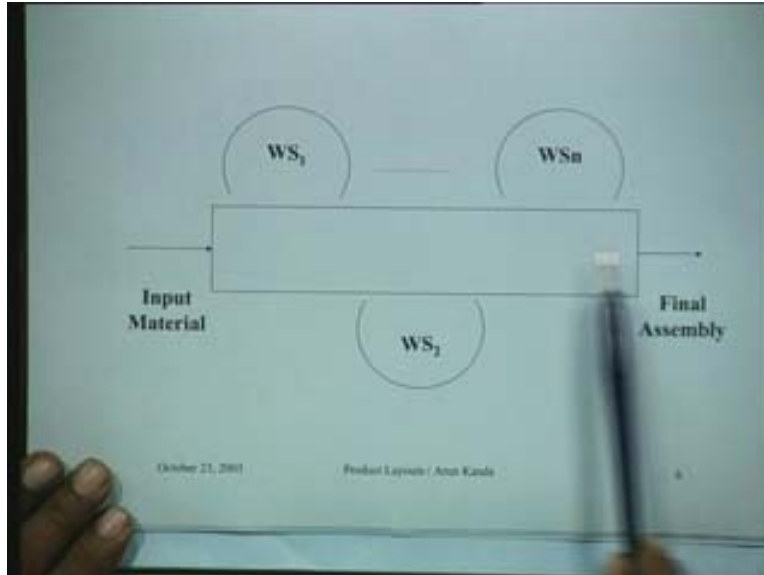 WS1
WSn
Input
Material
WS2
Final
Assembly
October 23, 2003
Product Layouts / Arun Kanda